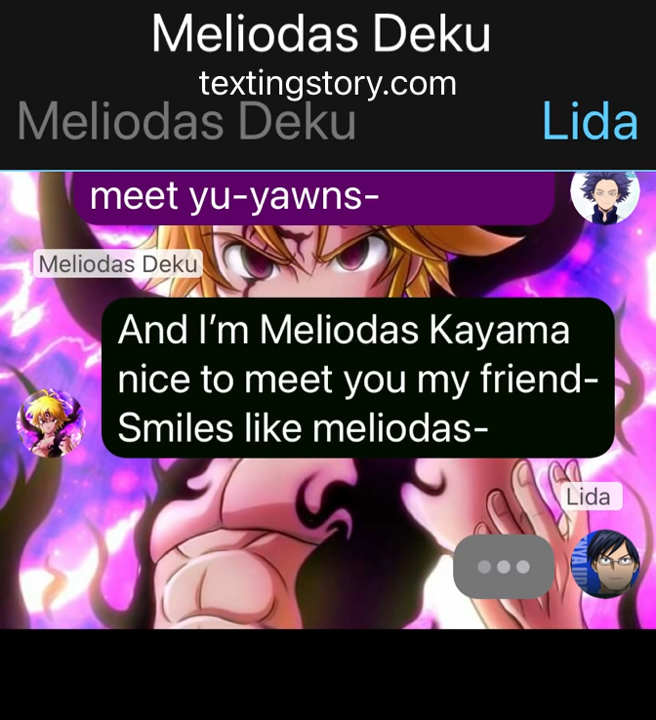 Meliodas Deku
textingstory.com
Meliodas Deku Lida
meet yu-yawns-
Meliodas Deku
And I'm Meliodas Kayama
nice to meet you my friend-
Smiles like meliodas-
Lida